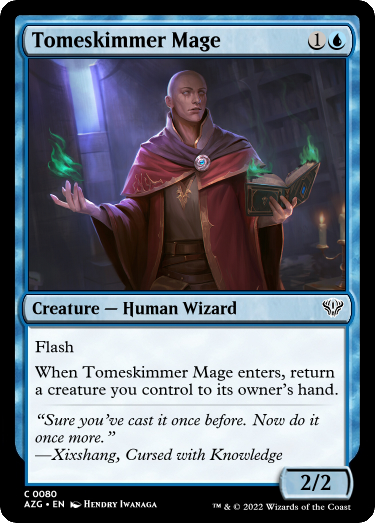 Tomeskimmer Mage 1
Creature — Human Wizard
Flash
When Tomeskimmer Mage enters, return
a creature you control to its owner's hand.
“Sure you've cast it once before. Now do it
once more.”
—Xixshang, Cursed with Knowledge
2/2
C 0080
AZG • EN Hendry Iwanaga
™ & © 2022 Wizards of the Coast